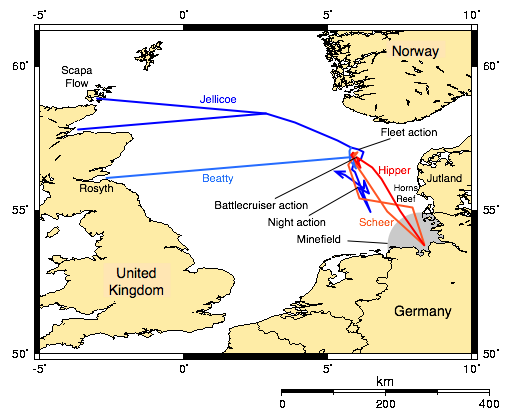 -5° 0° 5° 10°
60° 60°
Norway
Scapa
Flow
Jellicoe
Fleet action
Hipper
Jutland
Beatty
Rosyth
Horns
Reef
Battlecruiser action
55° 55°
Night action
Scheer
Minefield
United
Kingdom
Germany
50° 50°
-5° 0° 5° 10°
km
0 200 400